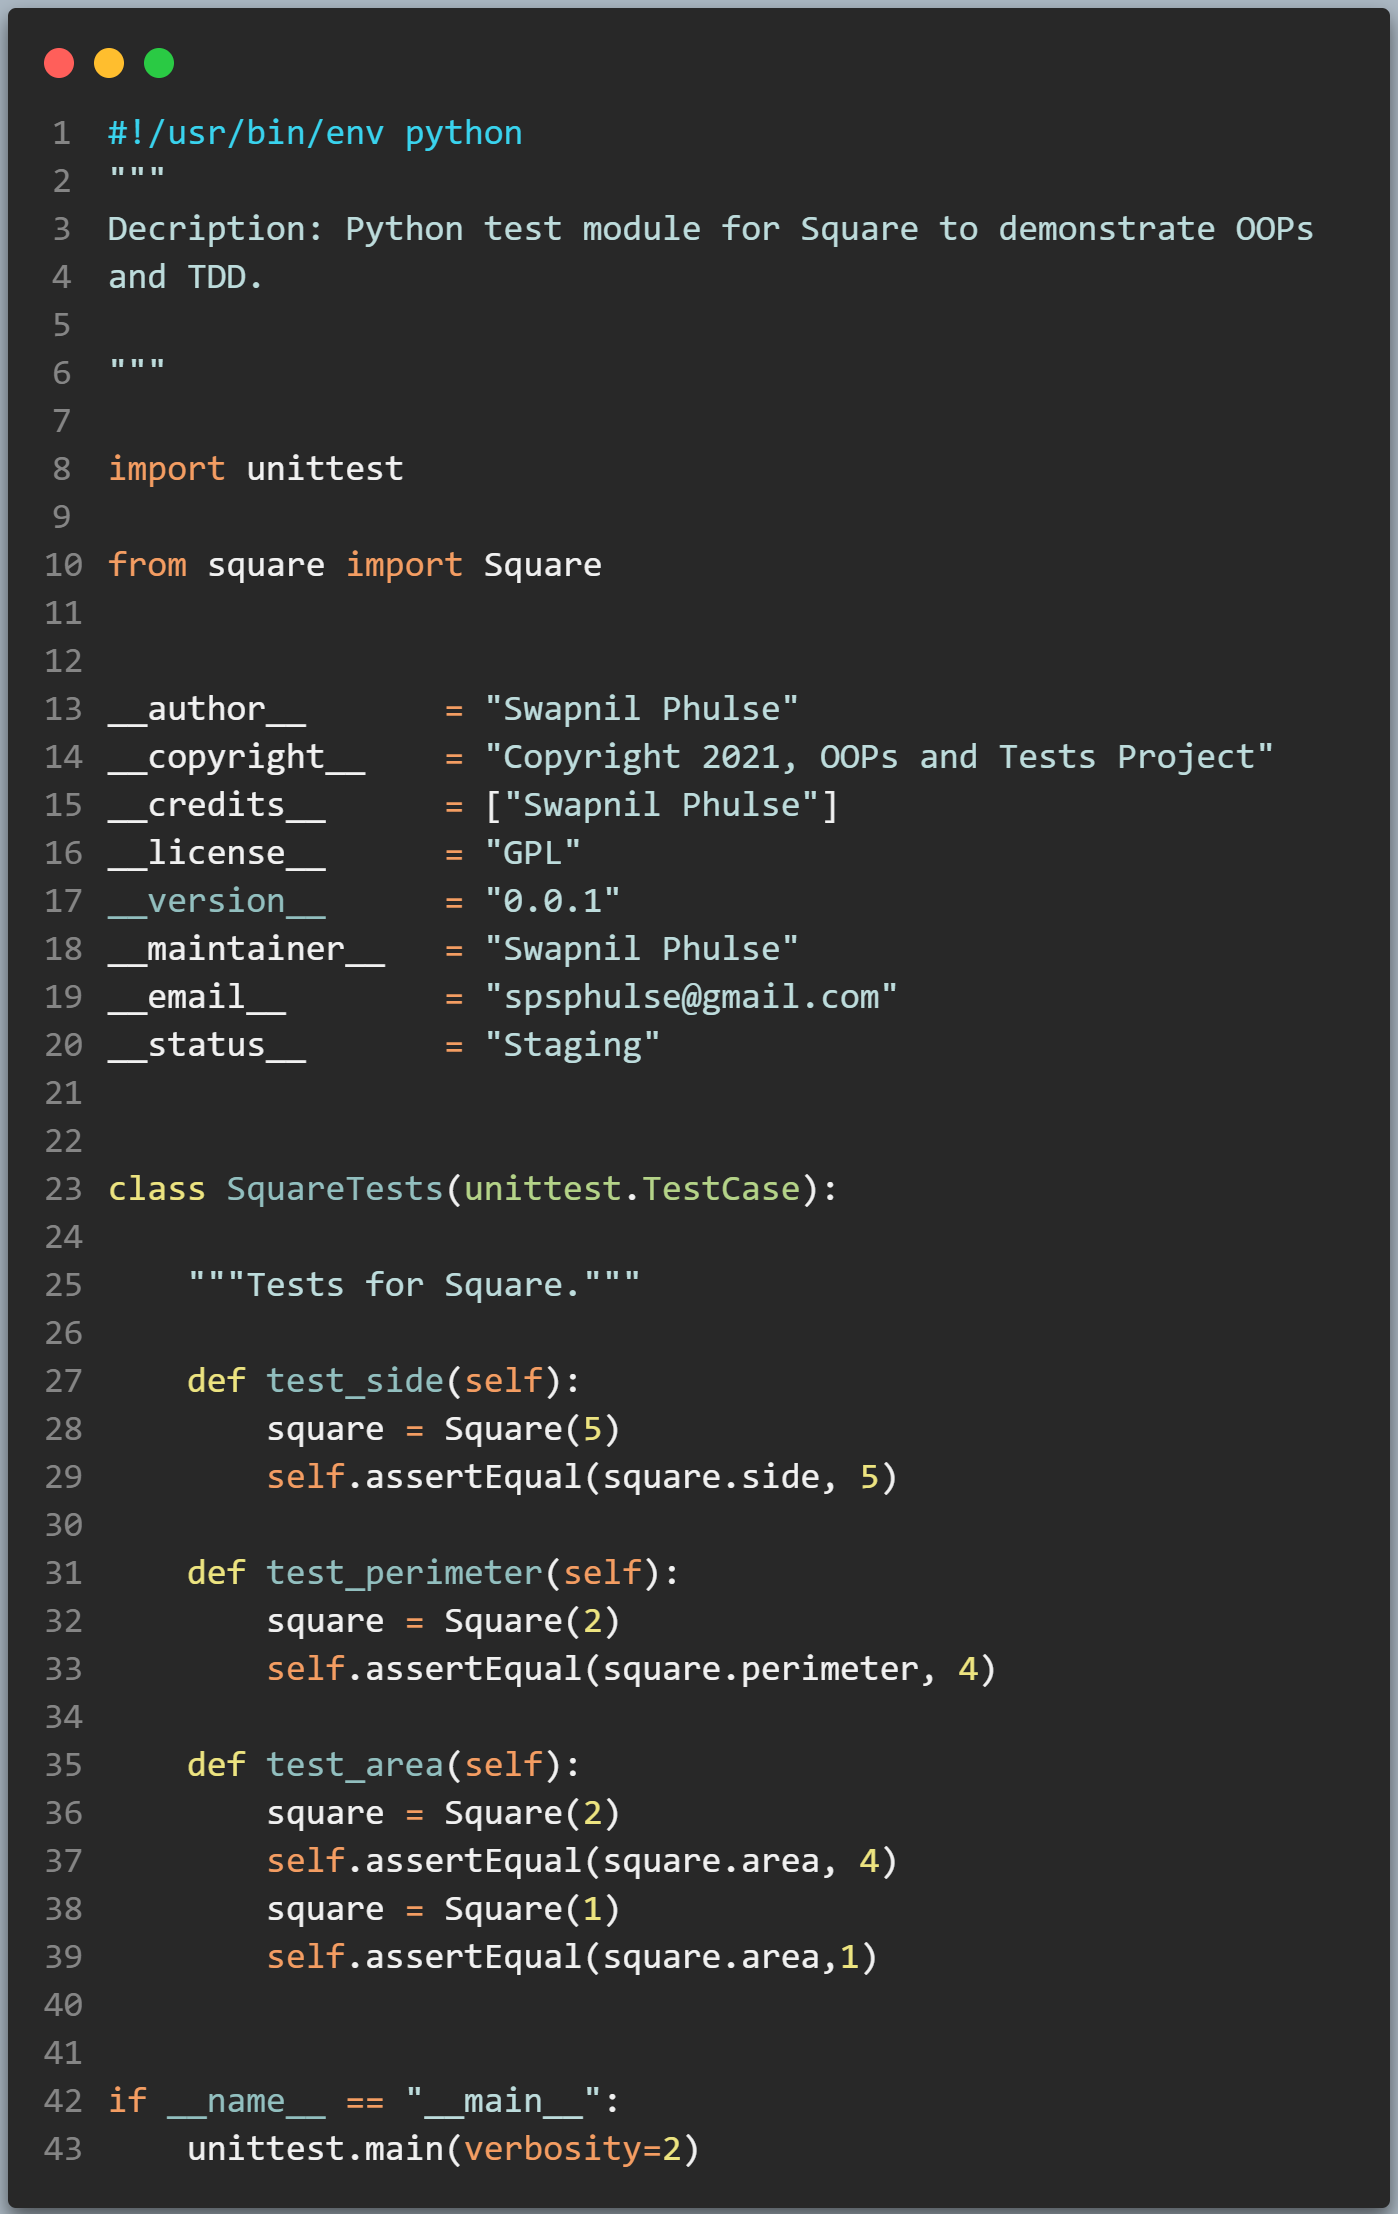 1 #!/usr/bin/env python
2 """
3 Decription: Python test module for Square to demonstrate OOPs
4 and TDD.
5
6 """
7
8 import unittest
9
10 from square import Square
11
12
13 __author__       = "Swapnil Phulse"
14 __copyright__    = "Copyright 2021, OOPs and Tests Project"
15 __credits__      = ["Swapnil Phulse"]
16 __license__      = "GPL"
17 __version__      = "0.0.1"
18 __maintainer__   = "Swapnil Phulse"
19 __email__        = "spsphulse@gmail.com"
20 __status__       = "Staging"
21
22
23 class SquareTests(unittest.TestCase):
24
25     """Tests for Square."""
26
27     def test_side(self):
28         square = Square(5)
29         self.assertEqual(square.side, 5)
30
31     def test_perimeter(self):
32         square = Square(2)
33         self.assertEqual(square.perimeter, 4)
34
35     def test_area(self):
36         square = Square(2)
37         self.assertEqual(square.area, 4)
38         square = Square(1)
39         self.assertEqual(square.area,1)
40
41
42 if __name__ == "__main__":
43     unittest.main(verbosity=2)